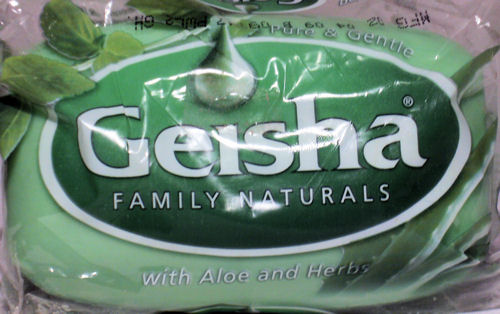 Pure & Gentle
Geisha®
FAMILY NATURALS
with Aloe and Herbs